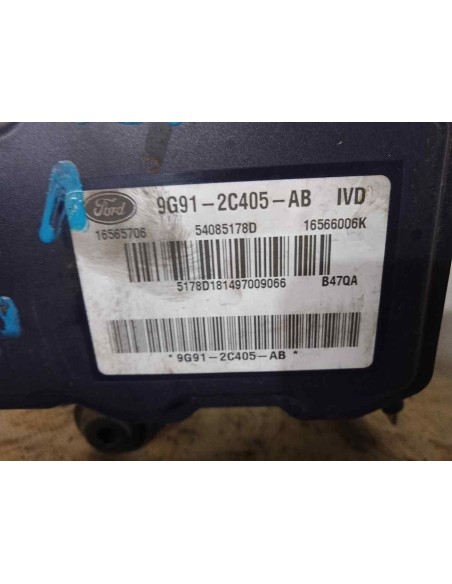 Ford 9G91-2C405-AB IVD
16565706 54085178D 16566006K
5178D181497009066 B47QA
*9G91-2C405-AB*